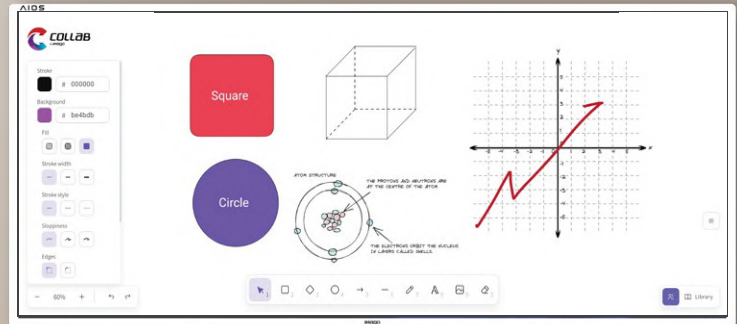 AIOS
COLLAB
Stroke
# 000000
Background
# be4bdb
Fill
Stroke width
Stroke style
Sloppiness
Edges
Square
Circle
ATOM STRUCTURE
THE PROTONS AND NEUTRONS ARE
AT THE CENTRE OF THE ATOM
THE ELECTRONS ORBIT THE NUCLEUS
IN LAYERS CALLED SHELLS.
Y
X
60%
A
Library